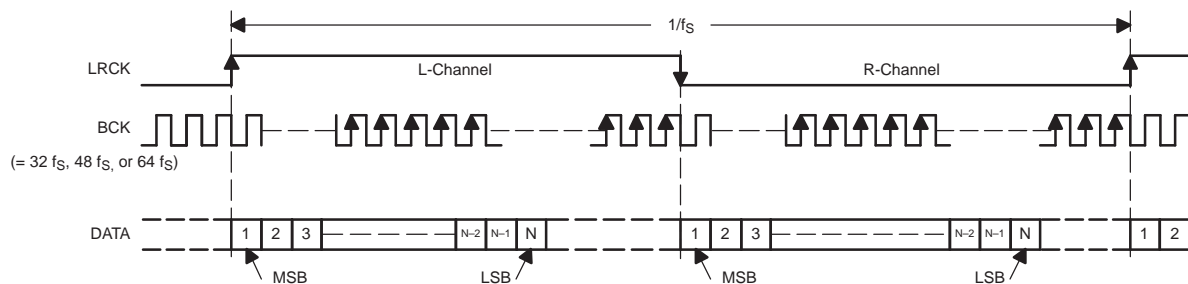 1/fS
LRCK
L-Channel
R-Channel
BCK
(= 32 fS, 48 fS, or 64 fS)
DATA
1 2 3 N–2 N–1 N 1 2 3 N–2 N–1 N 1 2
MSB LSB MSB LSB